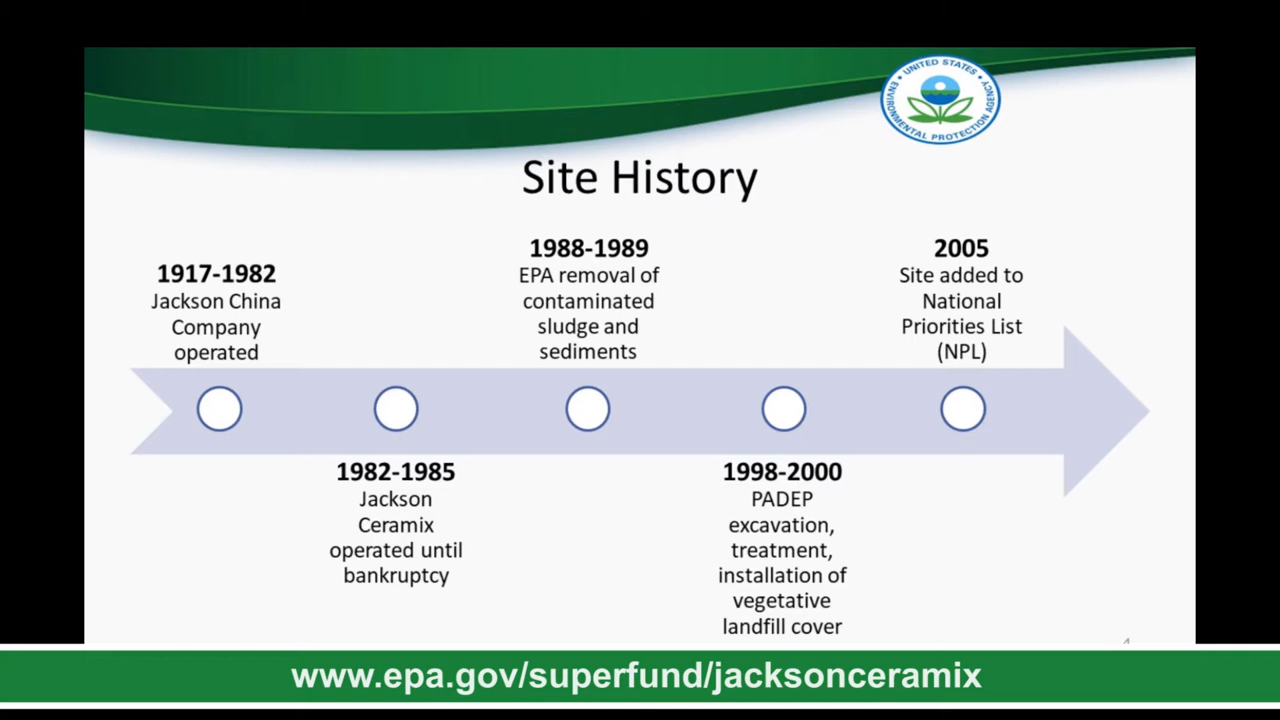 UNITED STATES
ENVIRONMENTAL PROTECTION AGENCY
Site History
1917-1982
Jackson China
Company
operated
1982-1985
Jackson
Ceramix
operated until
bankruptcy
1988-1989
EPA removal of
contaminated
sludge and
sediments
1998-2000
PADEP
excavation,
treatment,
installation of
vegetative
landfill cover
2005
Site added to
National
Priorities List
(NPL)
www.epa.gov/superfund/jacksonceramix